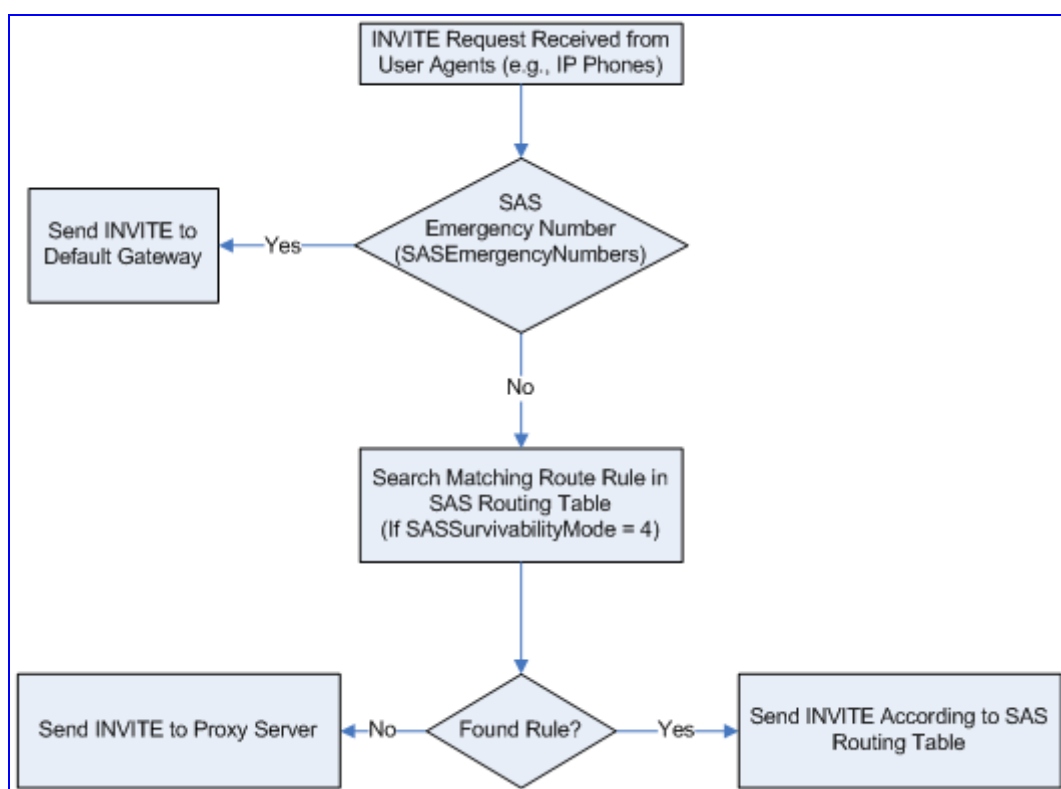 INVITE Request Received from
User Agents (e.g., IP Phones)
SAS
Emergency Number
(SASEmergencyNumbers)
Yes
Send INVITE to
Default Gateway
No
Search Matching Route Rule in
SAS Routing Table
(If SASSurvivabilityMode = 4)
Found Rule?
No
Send INVITE to Proxy Server
Yes
Send INVITE According to SAS
Routing Table